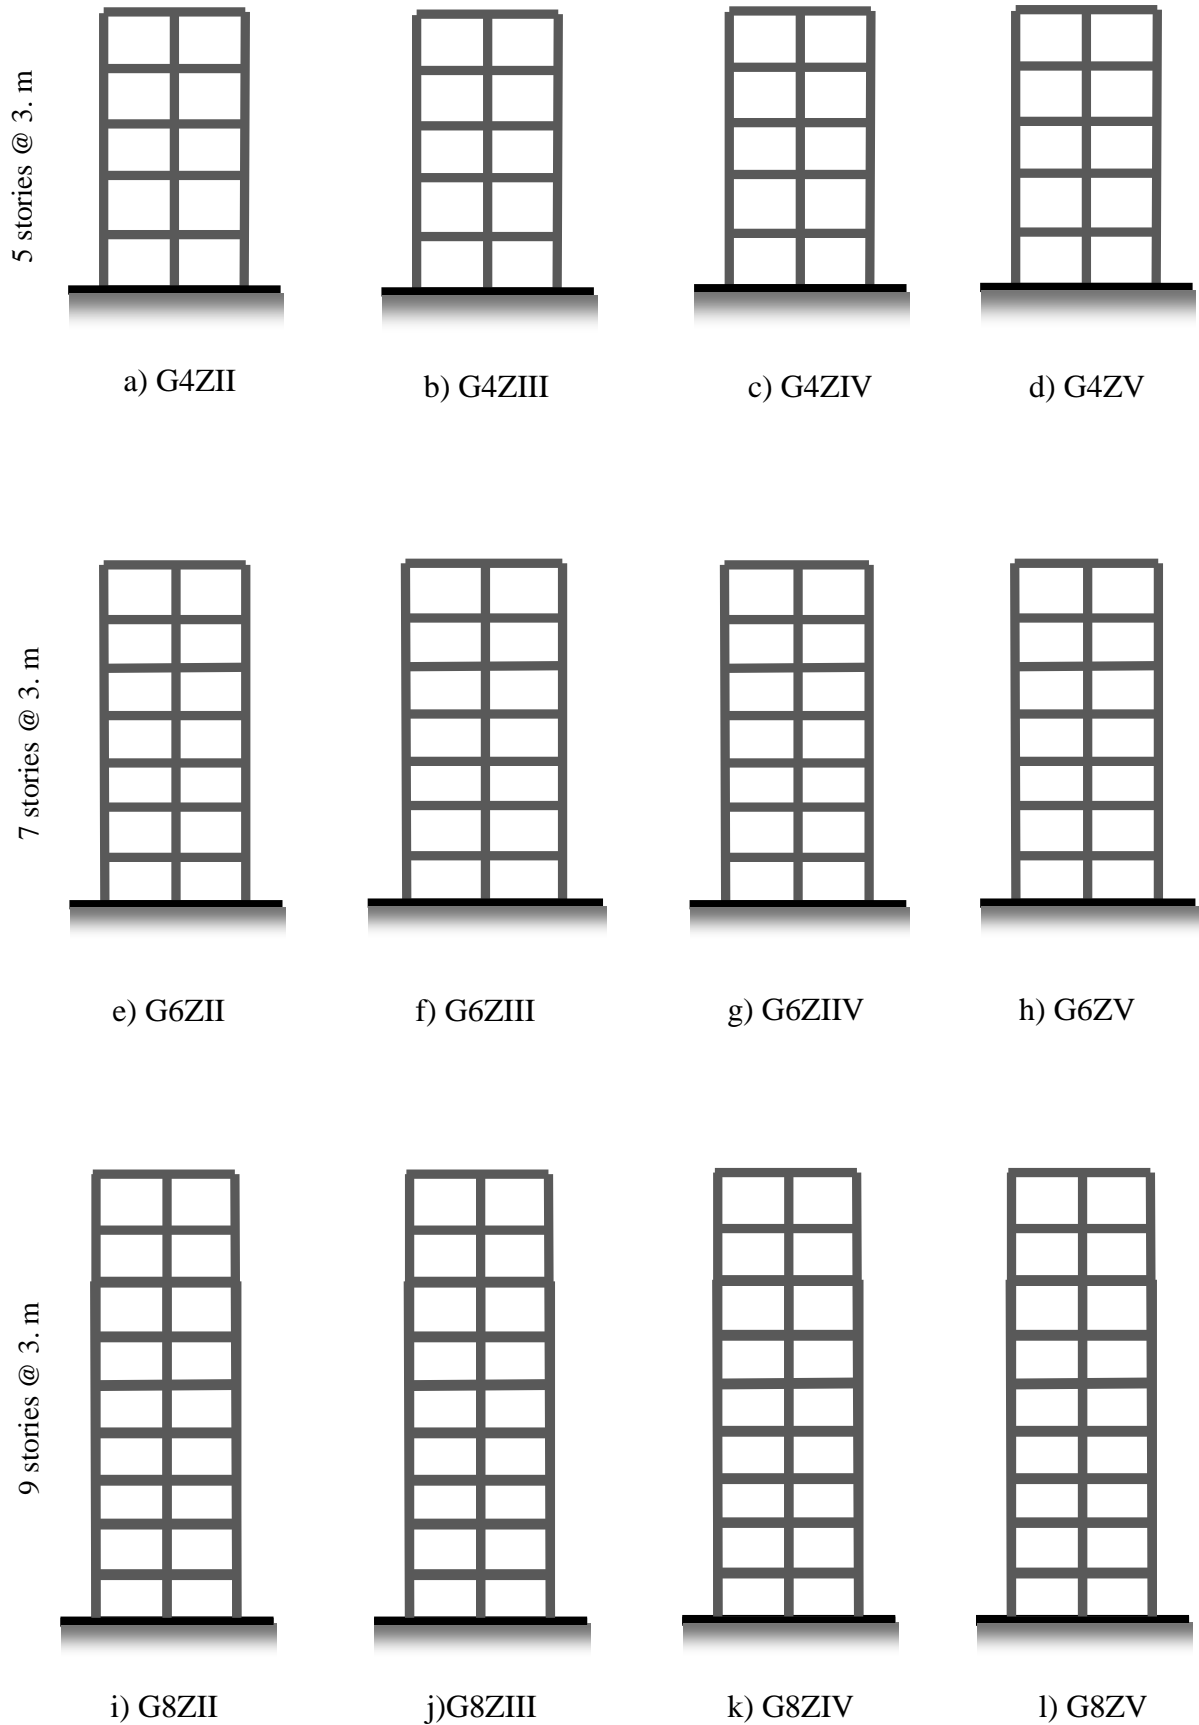 5 stories @ 3. m
a) G4ZII
b) G4ZIII
c) G4ZIV
d) G4ZV
7 stories @ 3. m
e) G6ZII
f) G6ZIII
g) G6ZIIV
h) G6ZV
9 stories @ 3. m
i) G8ZII
j)G8ZIII
k) G8ZIV
l) G8ZV